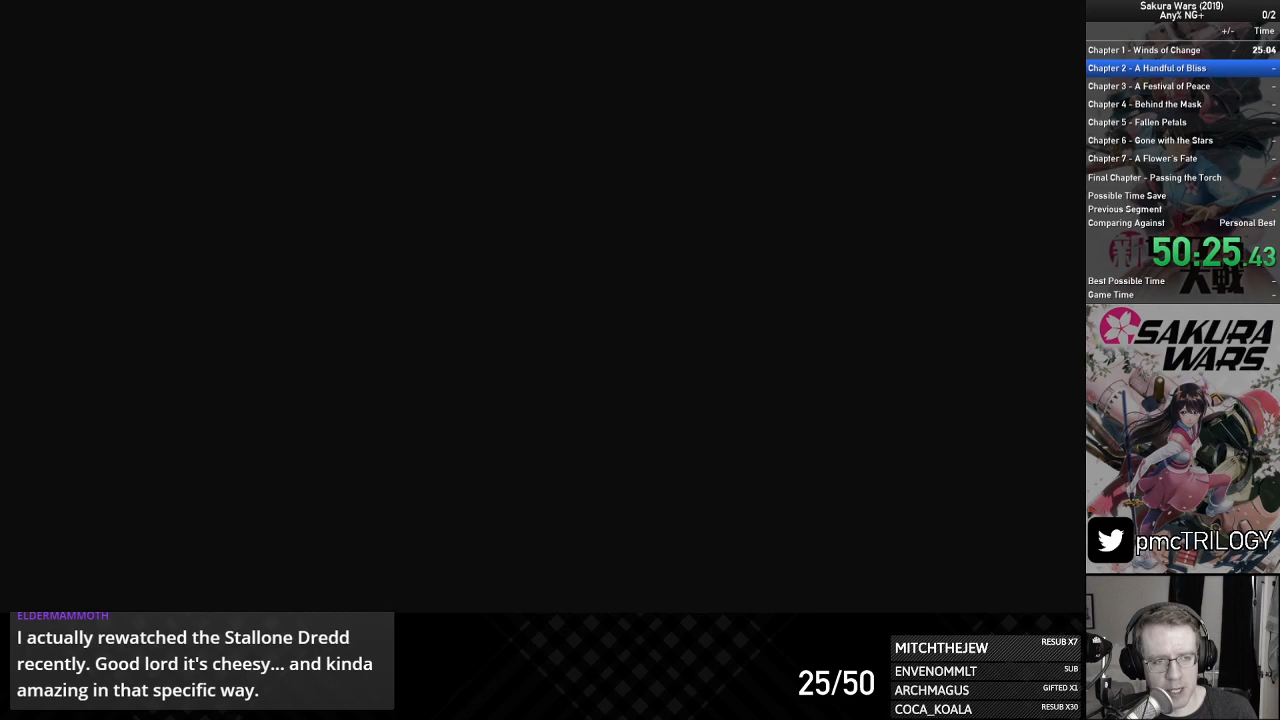 Sakura Wars (2019)
Any% NG+ 0/2
+/- Time
Chapter 1 - Winds of Change - 25.04
Chapter 2 - A Handful of Bliss -
Chapter 3 - A Festival of Peace -
Chapter 4 - Behind the Mask -
Chapter 5 - Fallen Petals -
Chapter 6 - Gone with the Stars -
Chapter 7 - A Flower's Fate -
Final Chapter - Passing the Torch -
Possible Time Save -
Previous Segment -
Comparing Against Personal Best
50:25.43
新
大戦
Best Possible Time -
Game Time -
SAKURA
WARS
pmcTRILOGY
ELDERMAMMOTH
I actually rewatched the Stallone Dredd
recently. Good lord it's cheesy... and kinda
amazing in that specific way.
25/50
MITCHTHEJEW RESUB X7
ENVENOMMLT SUB
ARCHMAGUS GIFTED X1
COCA_KOALA RESUB X30